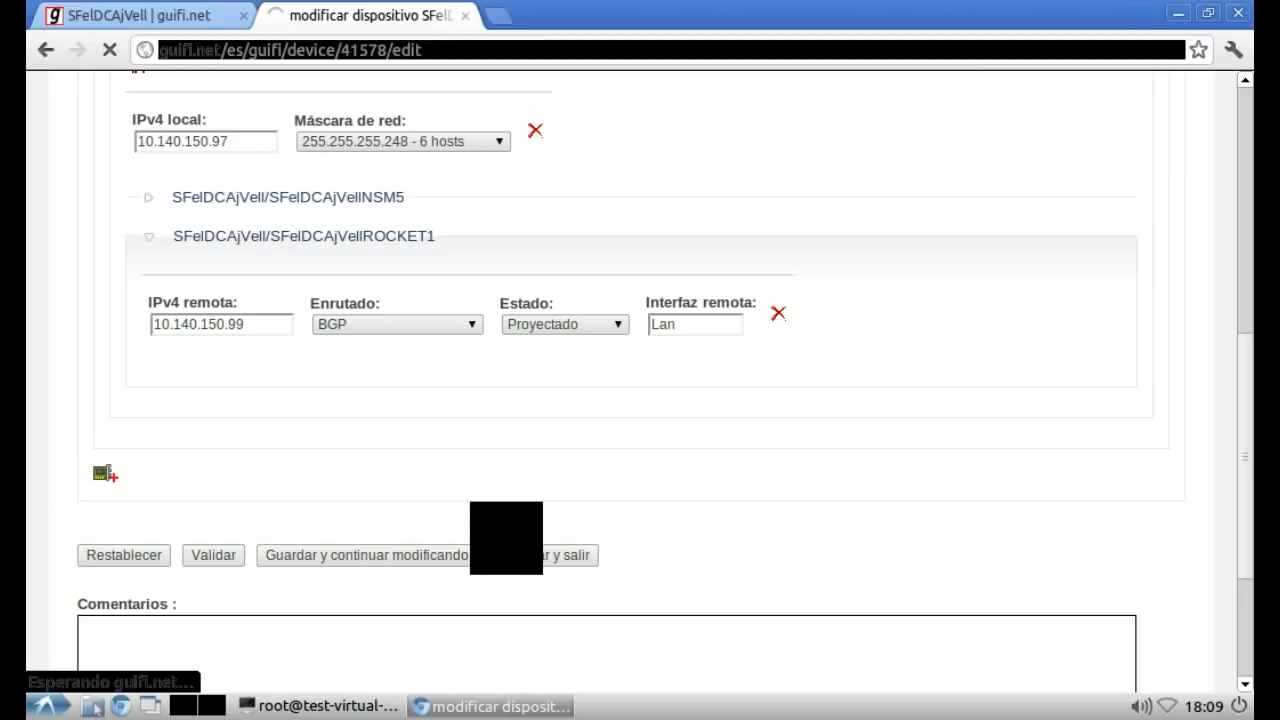 SFelDCAjVell | guifi.net
modificar dispositivo SFelD
guifi.net/es/guifi/device/41578/edit
IPv4 local:
Máscara de red:
10.140.150.97
255.255.255.248 - 6 hosts
SFelDCAjVell/SFelDCAjVellNSM5
SFelDCAjVell/SFelDCAjVellROCKET1
IPv4 remota:
Enrutado:
Estado:
Interfaz remota:
10.140.150.99
BGP
Proyectado
Lan
Restablecer
Validar
Guardar y continuar modificando
y salir
Comentarios :
Esperando guifi.net...
root@test-virtual-...
modificar disposit...
18:09